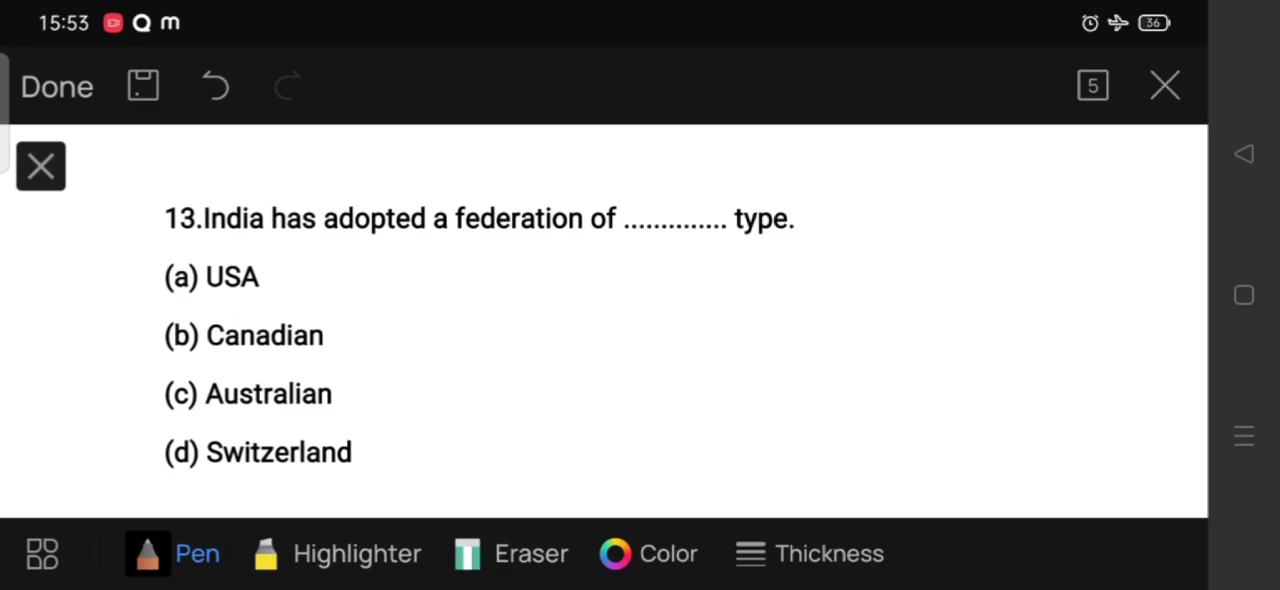 15:53 Q m 36
Done 5
13.India has adopted a federation of .............. type.
(a) USA
(b) Canadian
(c) Australian
(d) Switzerland
Pen Highlighter Eraser Color Thickness